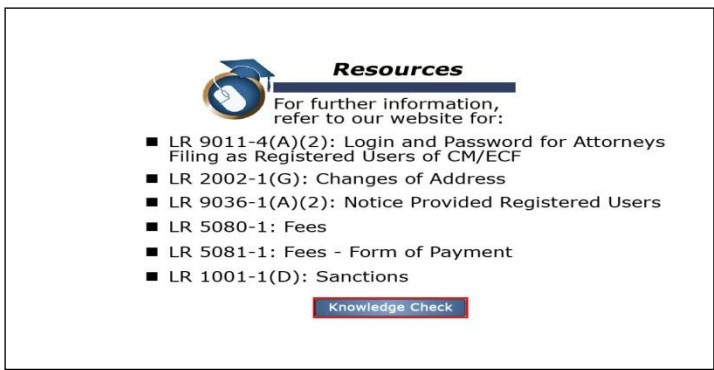 Resources
For further information,
refer to our website for:
■ LR 9011-4(A)(2): Login and Password for Attorneys
Filing as Registered Users of CM/ECF
■ LR 2002-1(G): Changes of Address
■ LR 9036-1(A)(2): Notice Provided Registered Users
■ LR 5080-1: Fees
■ LR 5081-1: Fees - Form of Payment
■ LR 1001-1(D): Sanctions
Knowledge Check